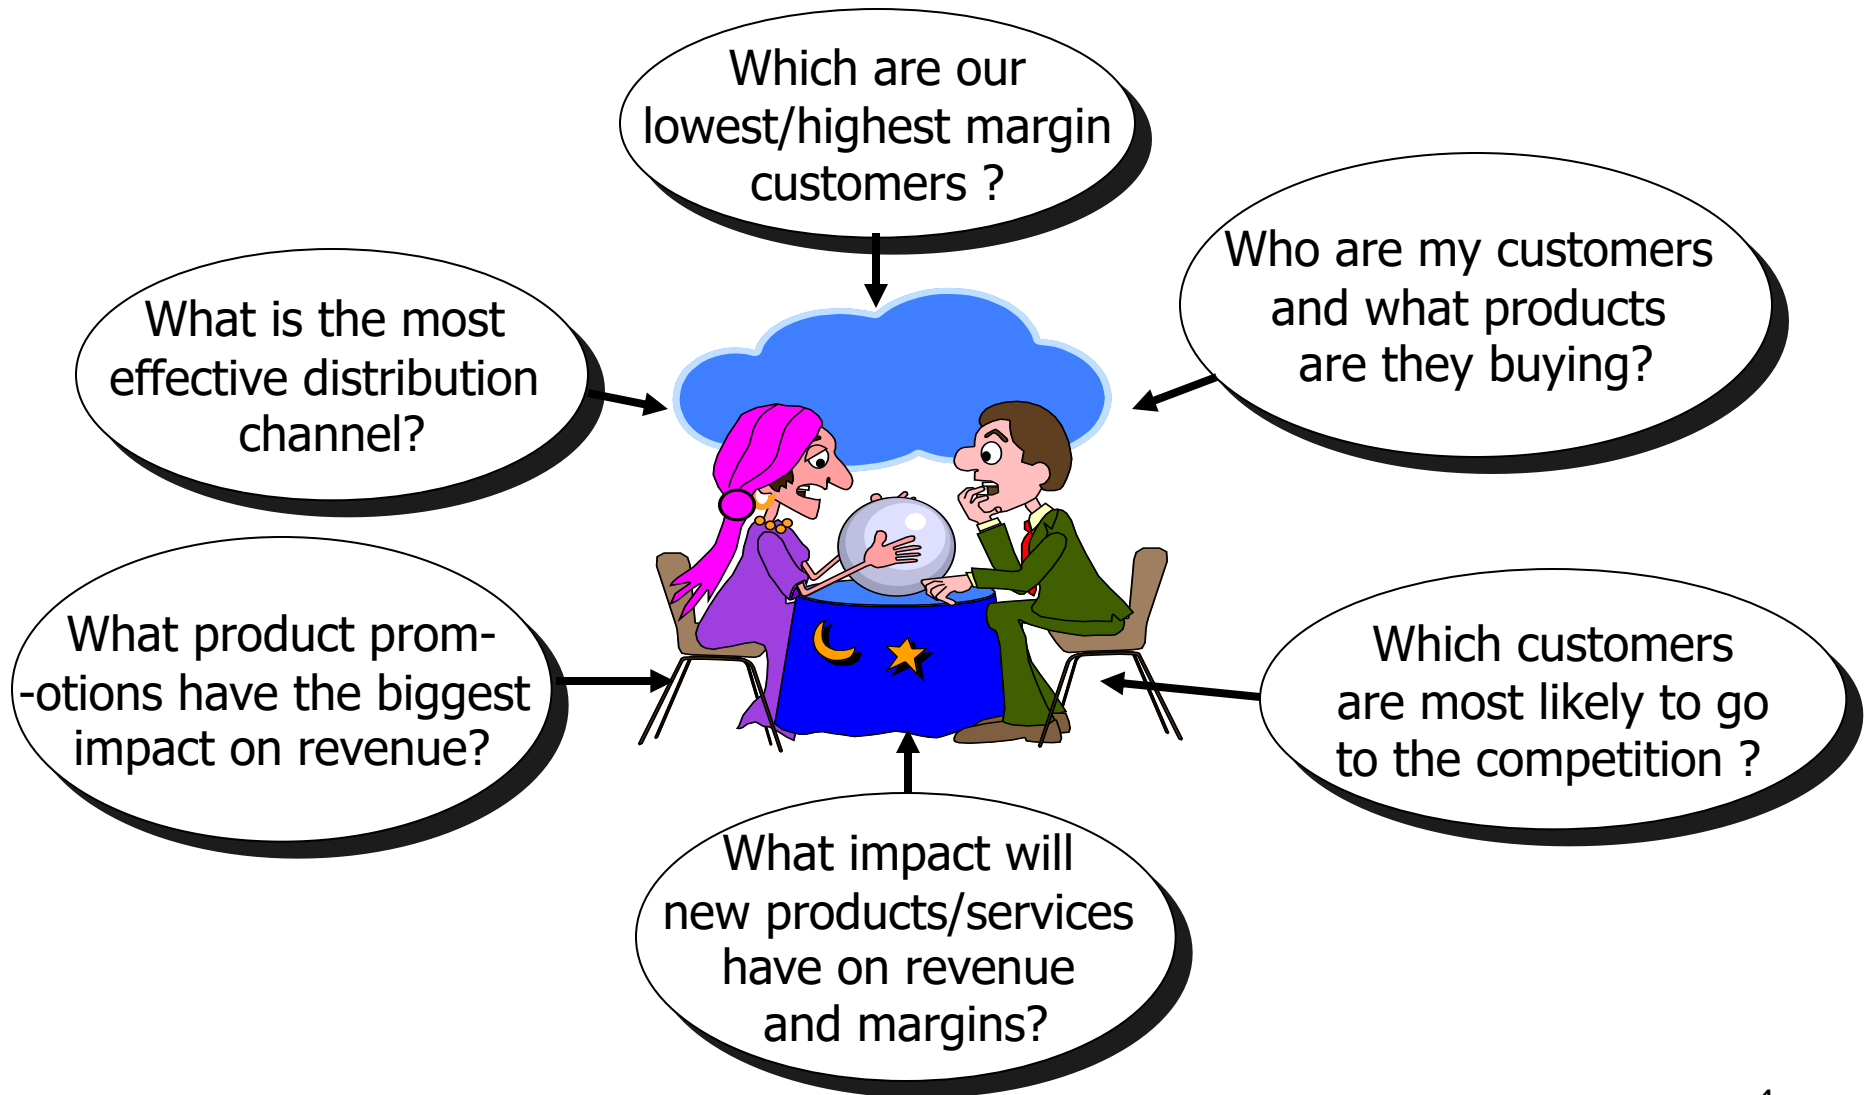 Which are our
lowest/highest margin
customers ?
Who are my customers
and what products
are they buying?
What is the most
effective distribution
channel?
What product prom-
-otions have the biggest
impact on revenue?
Which customers
are most likely to go
to the competition ?
What impact will
new products/services
have on revenue
and margins?